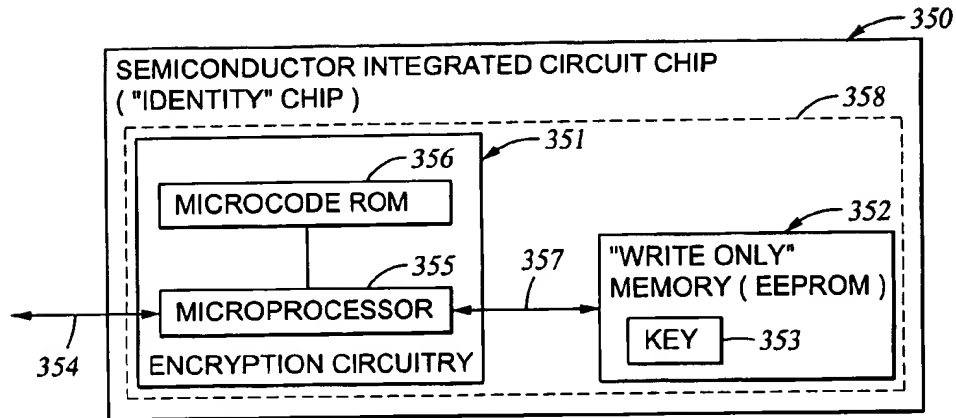 350
SEMICONDUCTOR INTEGRATED CIRCUIT CHIP
( "IDENTITY" CHIP )
358
351
356
MICROCODE ROM
352
"WRITE ONLY"
MEMORY ( EEPROM )
355
357
MICROPROCESSOR
KEY
353
354
ENCRYPTION CIRCUITRY